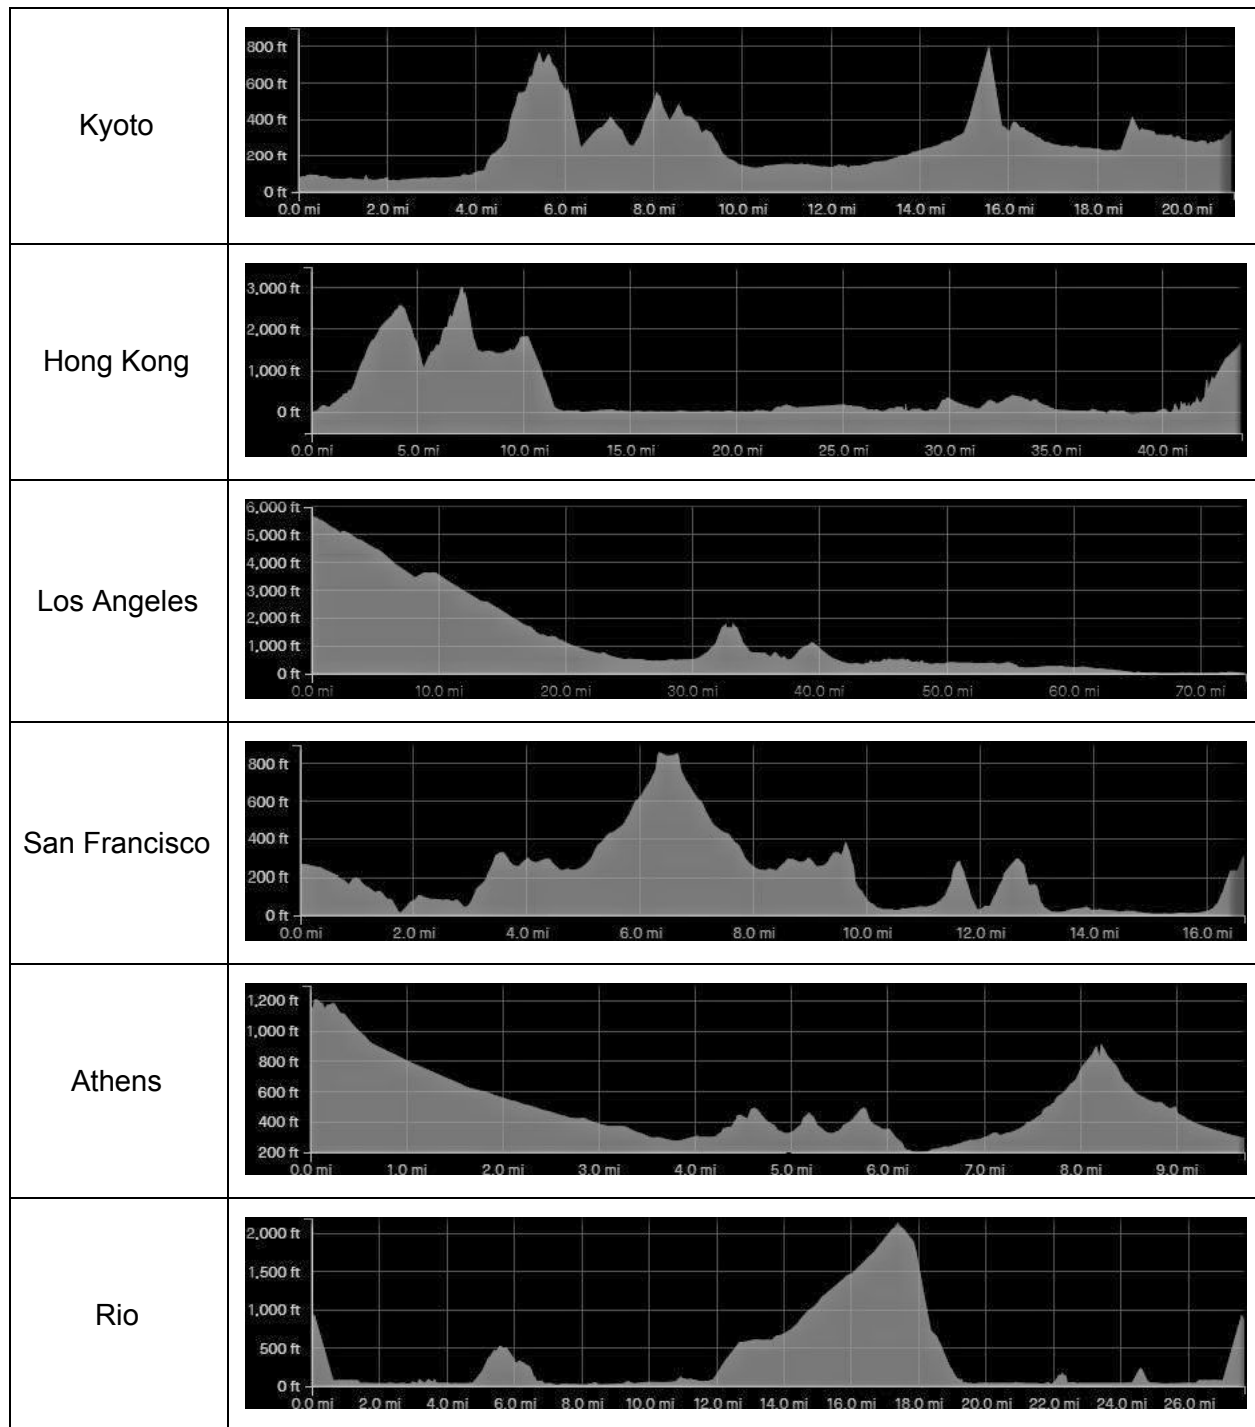 Kyoto
800 ft
600 ft
400 ft
200 ft
0 ft
0.0 mi 2.0 mi 4.0 mi 6.0 mi 8.0 mi 10.0 mi 12.0 mi 14.0 mi 16.0 mi 18.0 mi 20.0 mi
Hong Kong
3,000 ft
2,000 ft
1,000 ft
0 ft
0.0 mi 5.0 mi 10.0 mi 15.0 mi 20.0 mi 25.0 mi 30.0 mi 35.0 mi 40.0 mi
Los Angeles
6,000 ft
5,000 ft
4,000 ft
3,000 ft
2,000 ft
1,000 ft
0 ft
0.0 mi 10.0 mi 20.0 mi 30.0 mi 40.0 mi 50.0 mi 60.0 mi 70.0 mi
San Francisco
800 ft
600 ft
400 ft
200 ft
0 ft
0.0 mi 2.0 mi 4.0 mi 6.0 mi 8.0 mi 10.0 mi 12.0 mi 14.0 mi 16.0 mi
Athens
1,200 ft
1,000 ft
800 ft
600 ft
400 ft
200 ft
0.0 mi 1.0 mi 2.0 mi 3.0 mi 4.0 mi 5.0 mi 6.0 mi 7.0 mi 8.0 mi 9.0 mi
Rio
2,000 ft
1,500 ft
1,000 ft
500 ft
0 ft
0.0 mi 2.0 mi 4.0 mi 6.0 mi 8.0 mi 10.0 mi 12.0 mi 14.0 mi 16.0 mi 18.0 mi 20.0 mi 22.0 mi 24.0 mi 26.0 mi